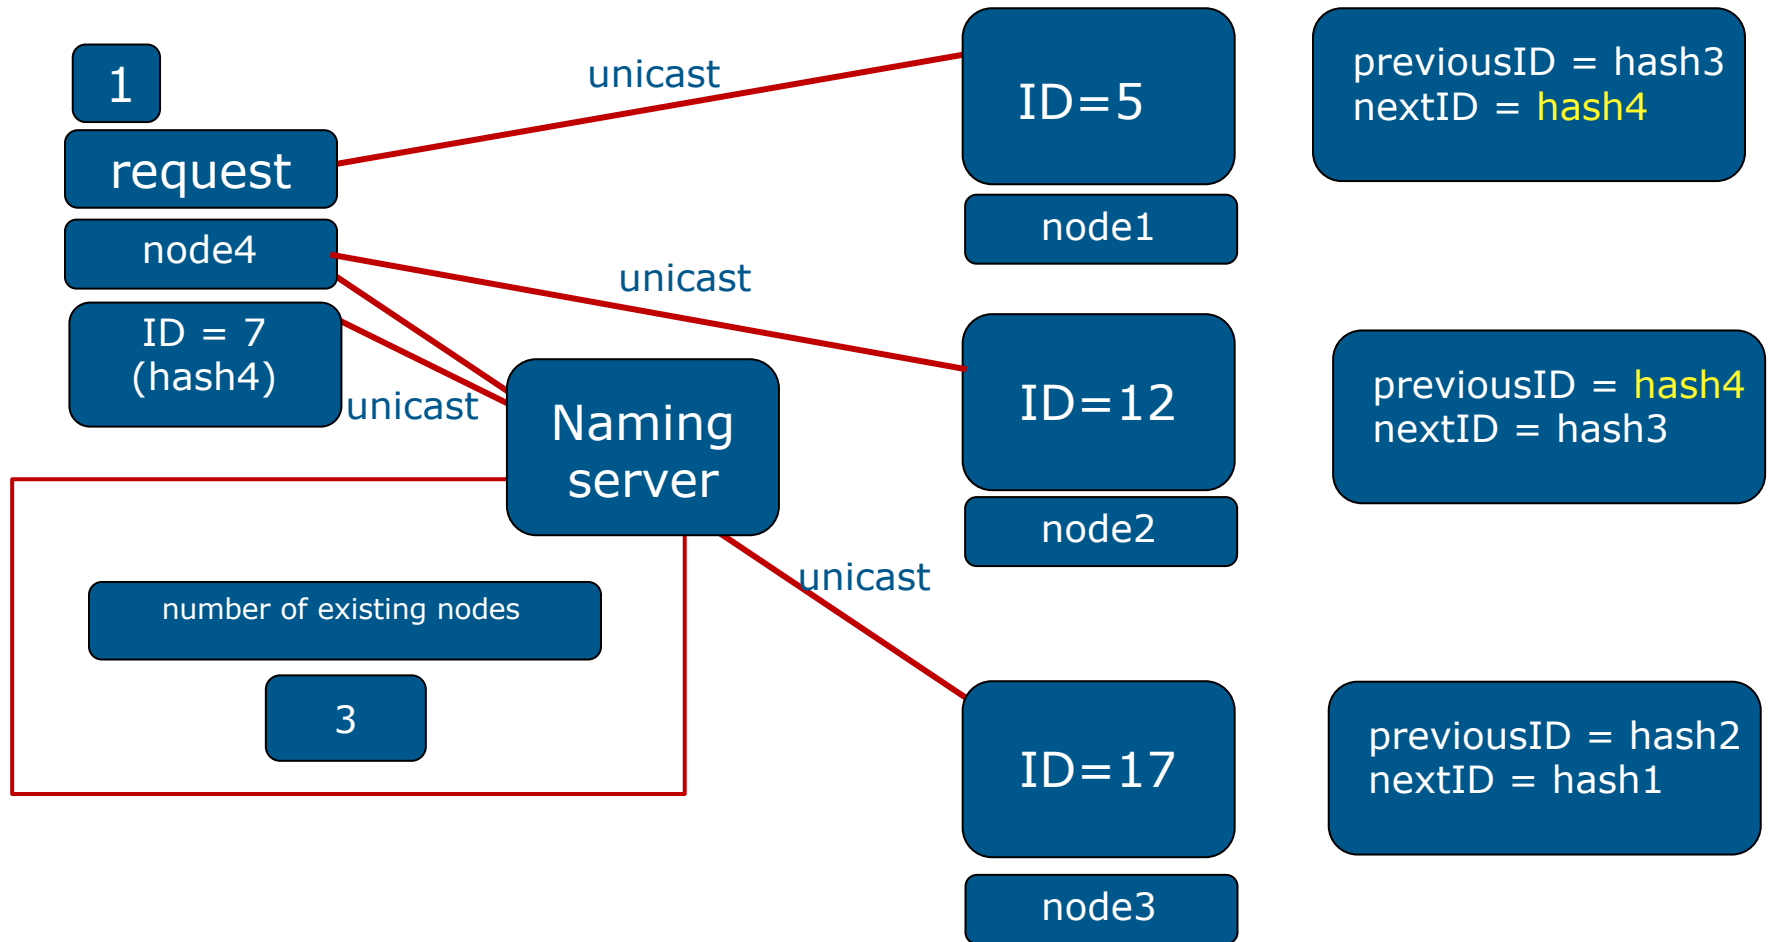 1
request
node4
ID = 7
(hash4)
unicast
unicast
unicast
Naming
server
unicast
number of existing nodes
3
ID=5
node1
previousID = hash3
nextID = hash4
ID=12
node2
previousID = hash4
nextID = hash3
ID=17
node3
previousID = hash2
nextID = hash1